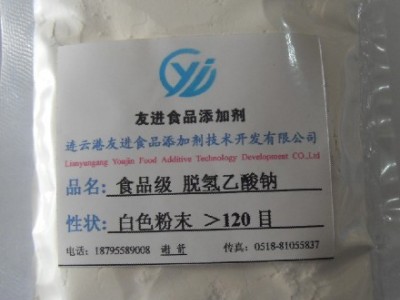 友进食品添加剂
连云港友进食品添加剂技术开发有限公司
Lianyungang Youjin Food Additive Technology Development CO.,Ltd
品名: 食品级 脱氢乙酸钠
性状: 白色粉末 >120目
电话: 18795589008 传真: 0518-81055837